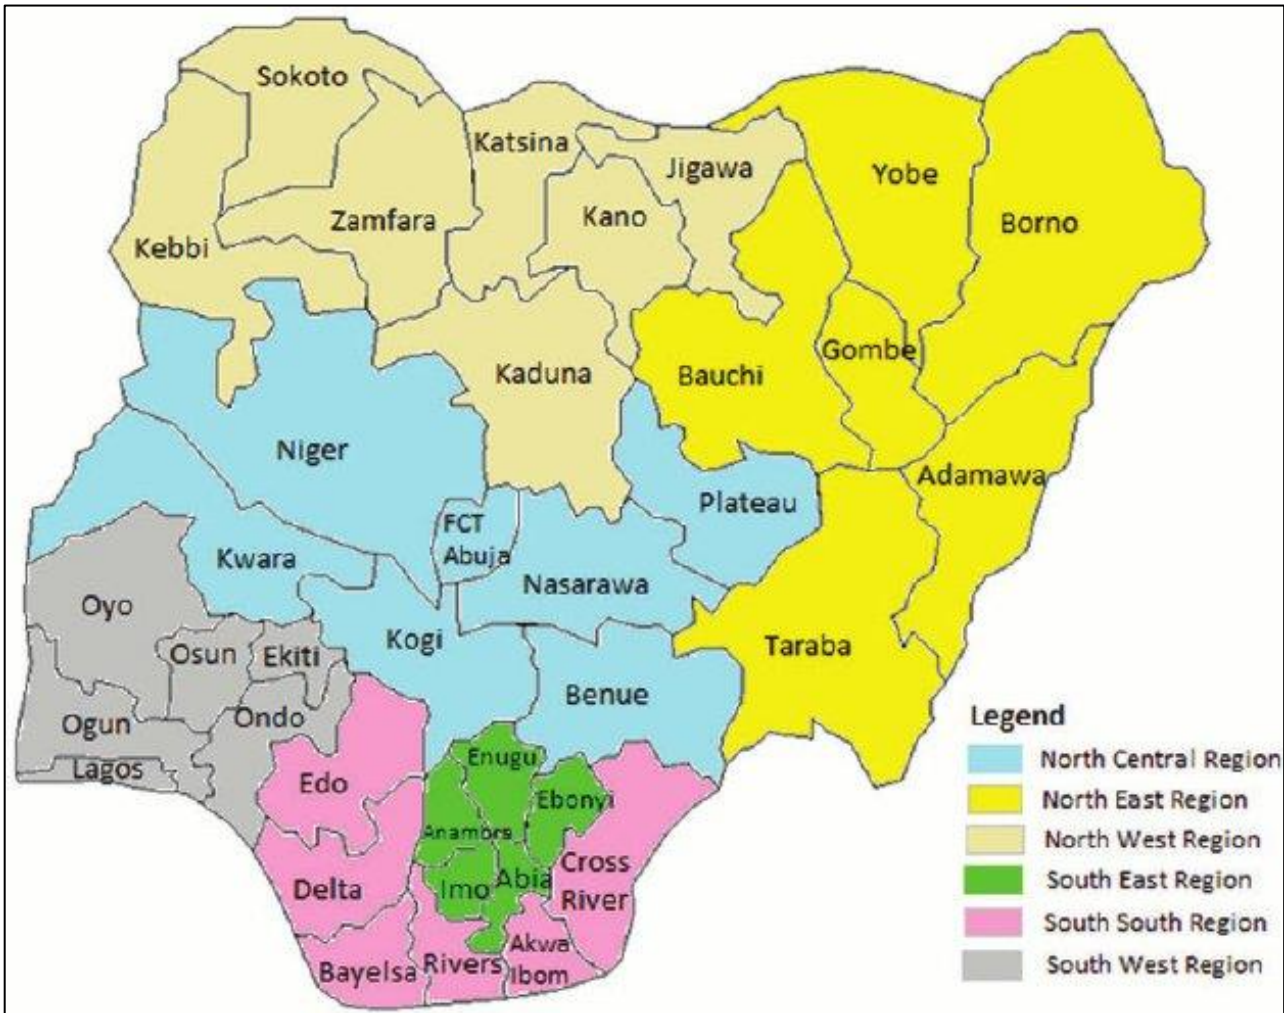 Sokoto
Katsina
Jigawa
Yobe
Borno
Zamfara
Kano
Kebbi
Kaduna
Bauchi
Gombe
Niger
Adamawa
Plateau
FCT
Abuja
Kwara
Nasarawa
Oyo
Kogi
Taraba
Osun
Ekiti
Benue
Ogun
Ondo
Lagos
Edo
Enugu
Ebonyi
Anambra
Cross
River
Delta
Imo
Abia
Bayelsa
Rivers
Akwa
Ibom
Legend
North Central Region
North East Region
North West Region
South East Region
South South Region
South West Region